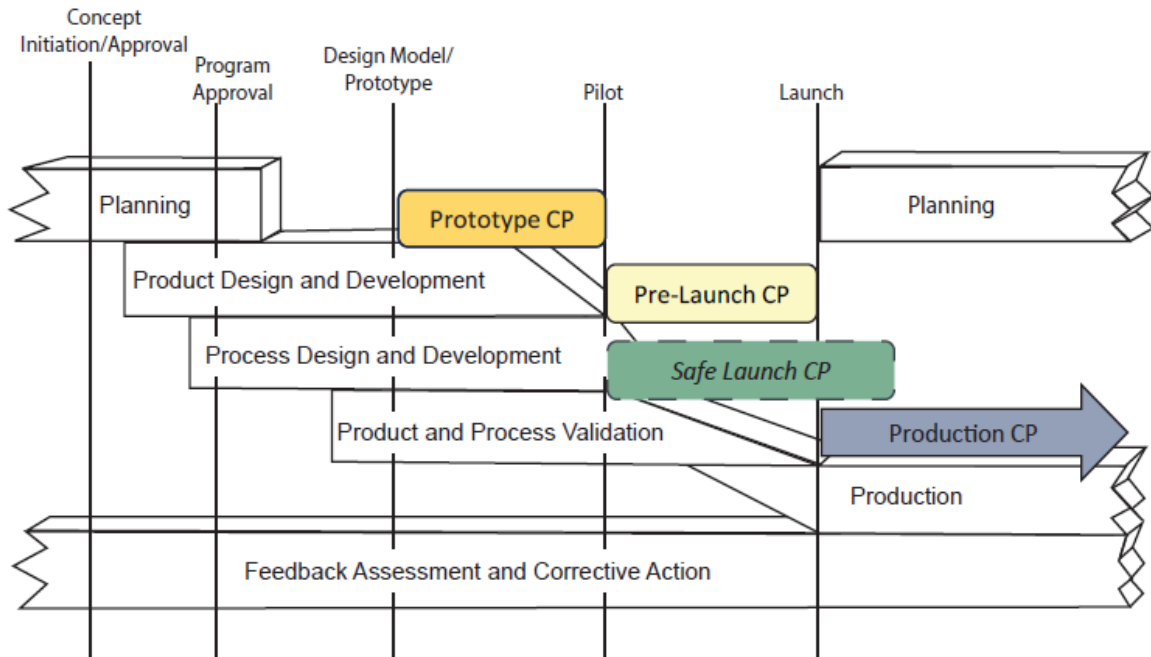 Concept
Initiation/Approval
Program
Approval
Design Model/
Prototype
Pilot
Launch
Planning
Prototype CP
Planning
Product Design and Development
Pre-Launch CP
Process Design and Development
Safe Launch CP
Product and Process Validation
Production CP
Production
Feedback Assessment and Corrective Action